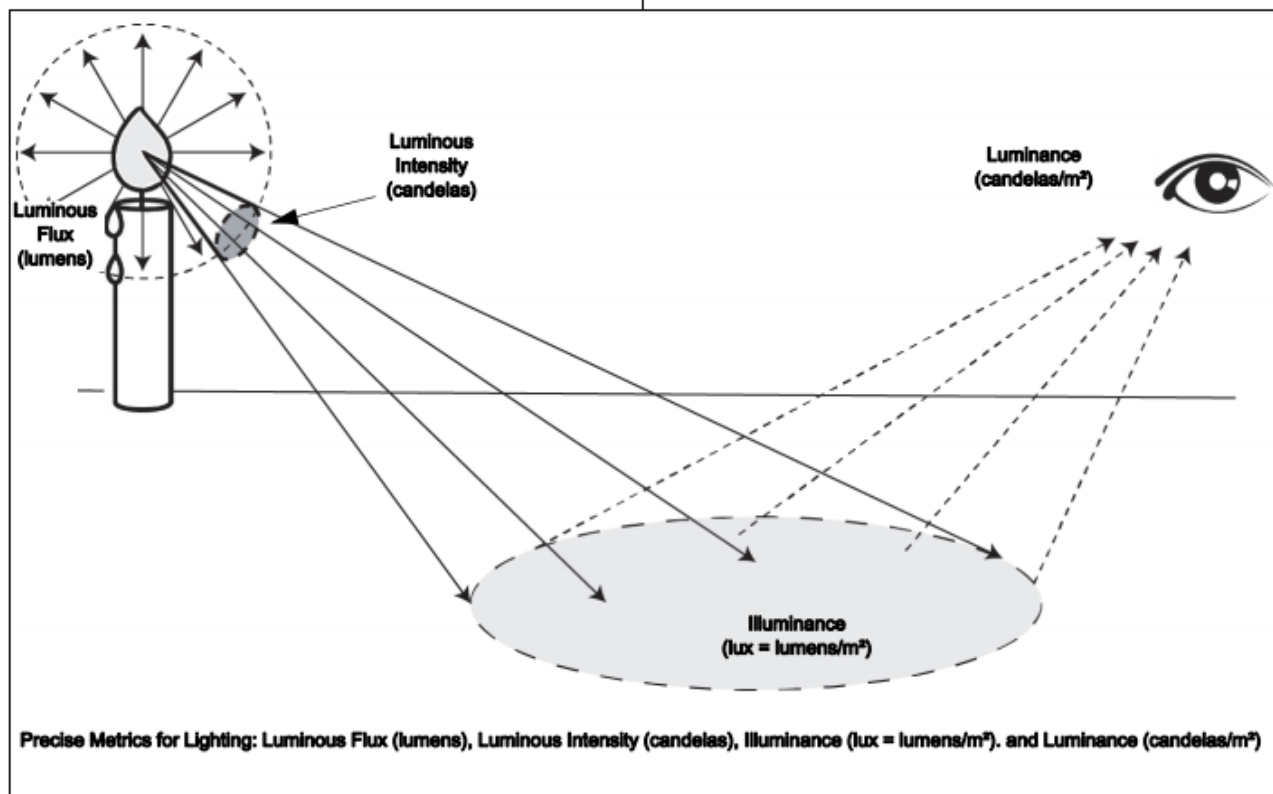 Luminous
Intensity
(candelas)
Luminance
(candelas/m²)
Luminous
Flux
(lumens)
Illuminance
(lux = lumens/m²)
Precise Metrics for Lighting: Luminous Flux (lumens), Luminous Intensity (candelas), Illuminance (lux = lumens/m²). and Luminance (candelas/m²)